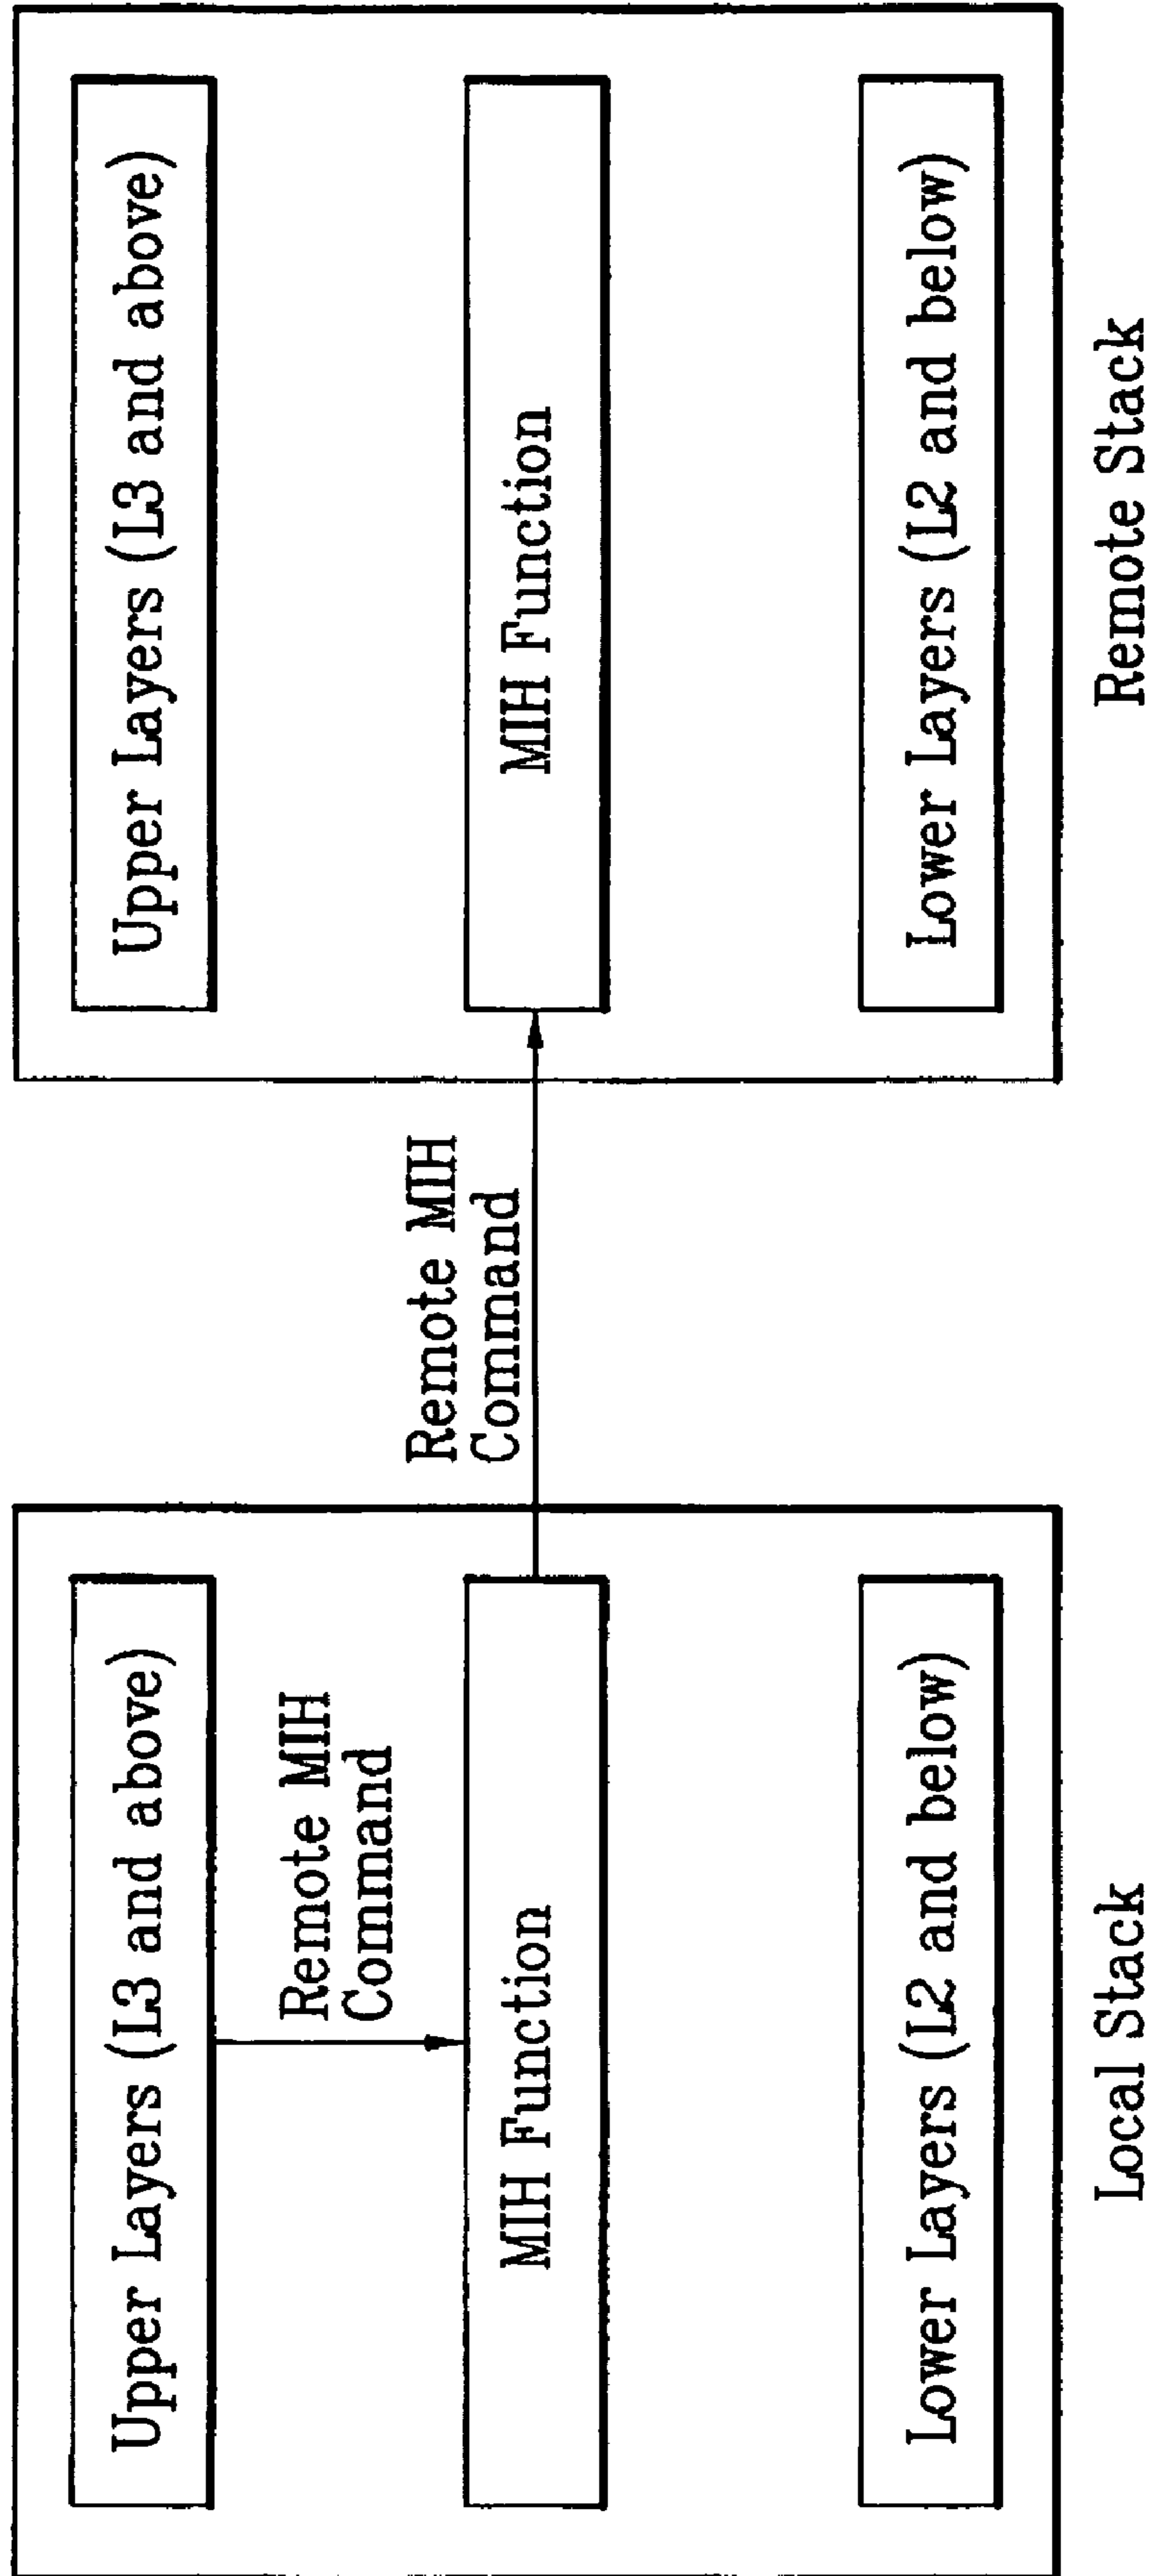 Upper Layers (L3 and above)
Remote MIH
Command
MIH Function
Lower Layers (L2 and below)
Local Stack
Remote MIH
Command
Upper Layers (L3 and above)
MIH Function
Lower Layers (L2 and below)
Remote Stack